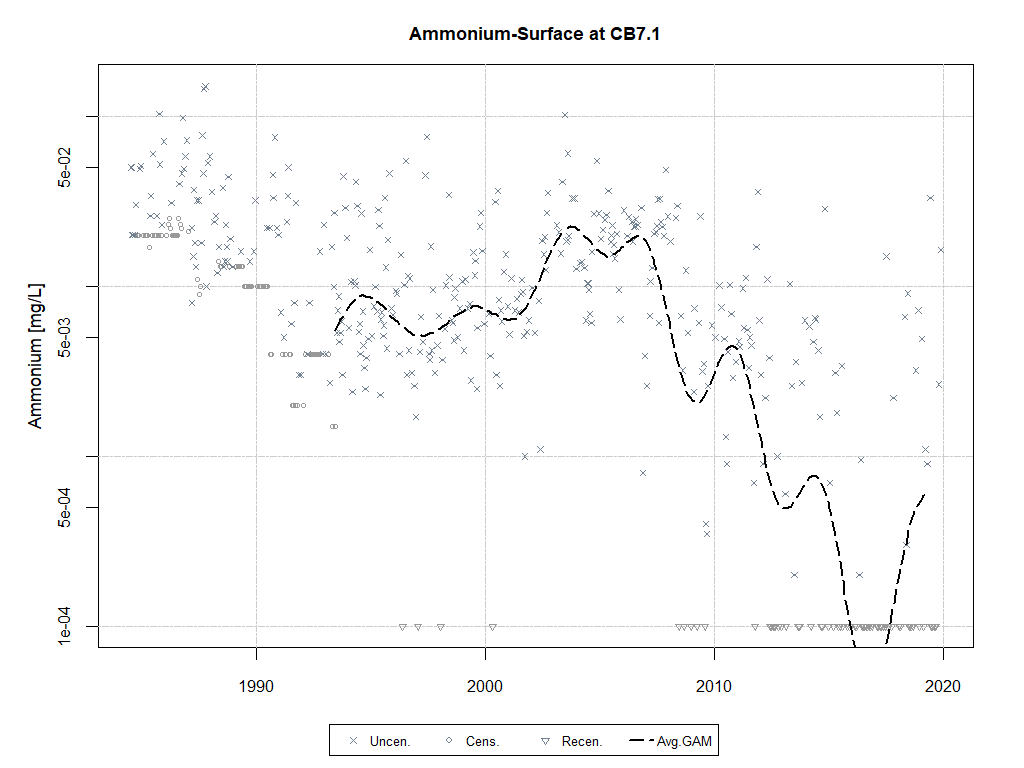 Ammonium-Surface at CB7.1
Ammonium [mg/L]
5e-02
5e-03
5e-04
1e-04
1990 2000 2010 2020
Uncen. Cens. Recen. Avg.GAM